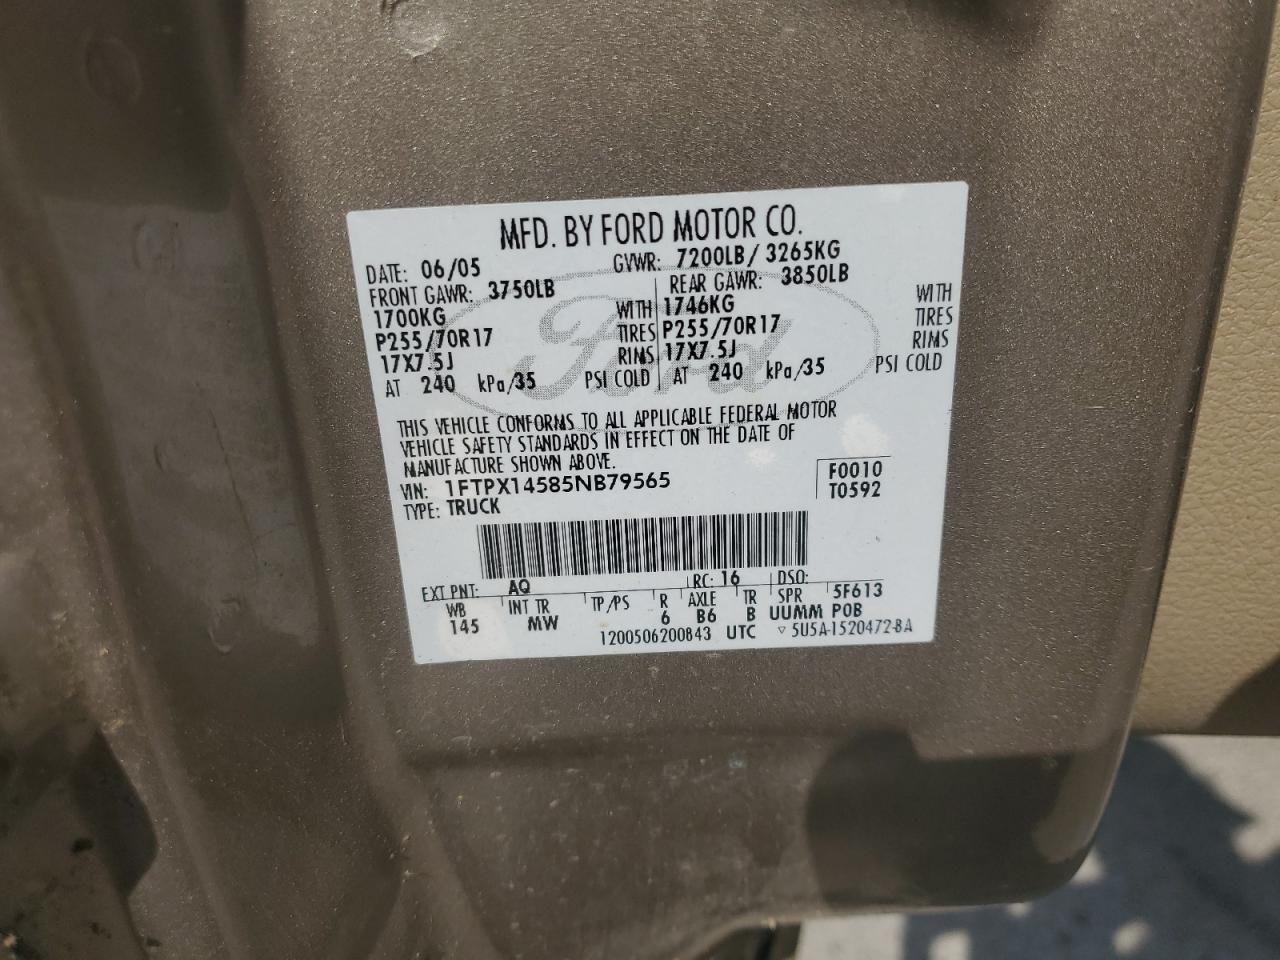 MFD. BY FORD MOTOR CO.
DATE: 06/05 GVWR: 7200LB/ 3265KG
FRONT GAWR: 3750LB REAR GAWR: 3850LB
1700KG WITH 1746KG WITH
P255/70R17 TIRES P255/70R17 TIRES
17X7.5J RIMS 17X7.5J RIMS
AT 240 kPa/35 PSI COLD AT 240 kPa/35 PSI COLD
Ford
THIS VEHICLE CONFORMS TO ALL APPLICABLE FEDERAL MOTOR
VEHICLE SAFETY STANDARDS IN EFFECT ON THE DATE OF
MANUFACTURE SHOWN ABOVE.
VIN: 1FTPX14585NB79565 F0010
TYPE: TRUCK T0592
EXT PNT: AQ RC: 16 DSO:
WB INT TR TP/PS R AXLE TR SPR 5F613
145 MW 6 B6 B UUMM POB
1200506200843 UTC ▽ 5U5A-1520472-BA